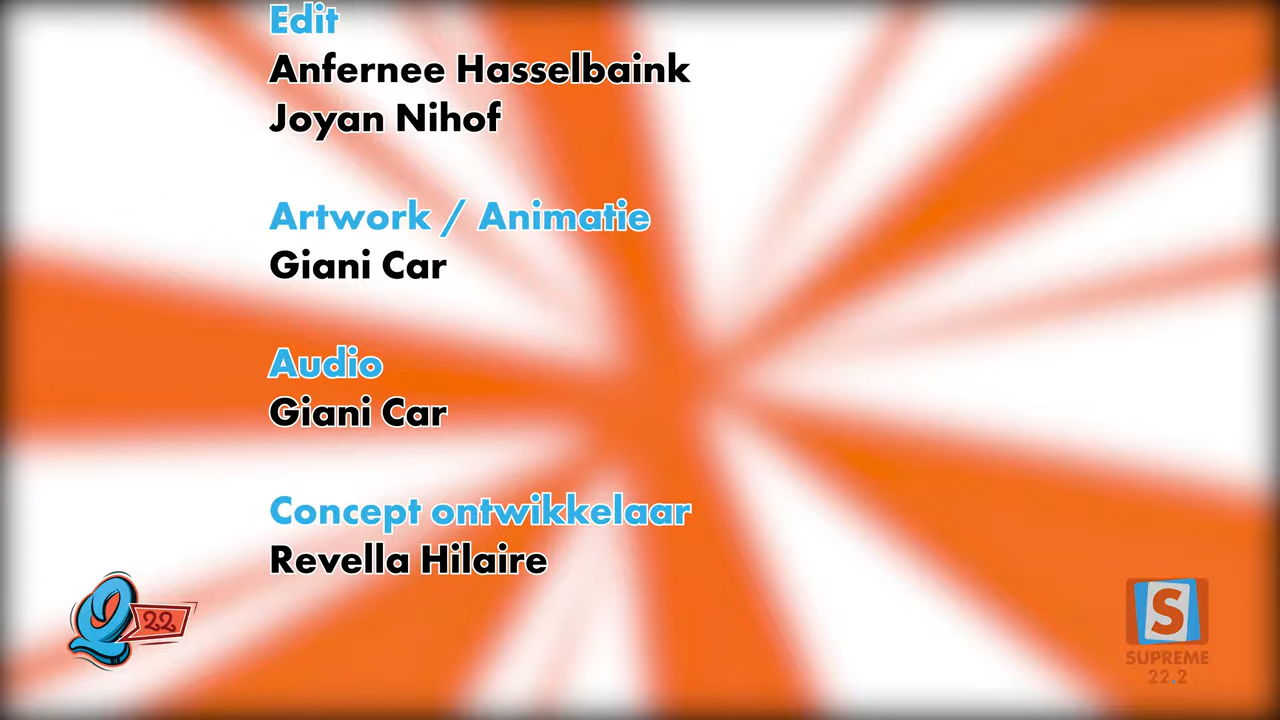 Edit
Anfernee Hasselbaink
Joyan Nihof
Artwork / Animatie
Giani Car
Audio
Giani Car
Concept ontwikkelaar
Revella Hilaire
Q 22
S
SUPREME
22.2